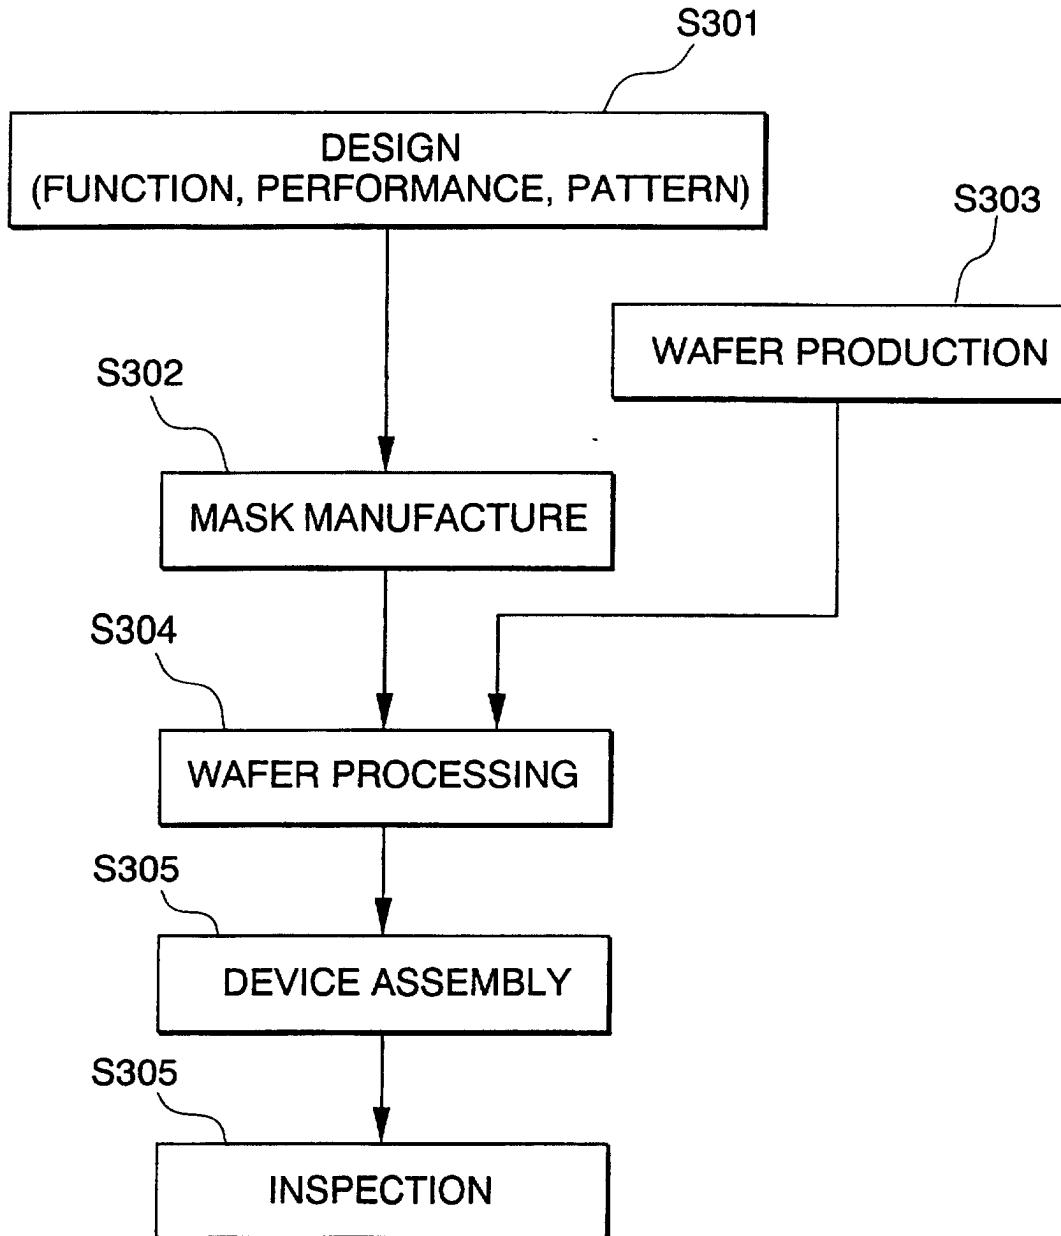 S301
DESIGN
(FUNCTION, PERFORMANCE, PATTERN)
S303
WAFER PRODUCTION
S302
MASK MANUFACTURE
S304
WAFER PROCESSING
S305
DEVICE ASSEMBLY
S305
INSPECTION